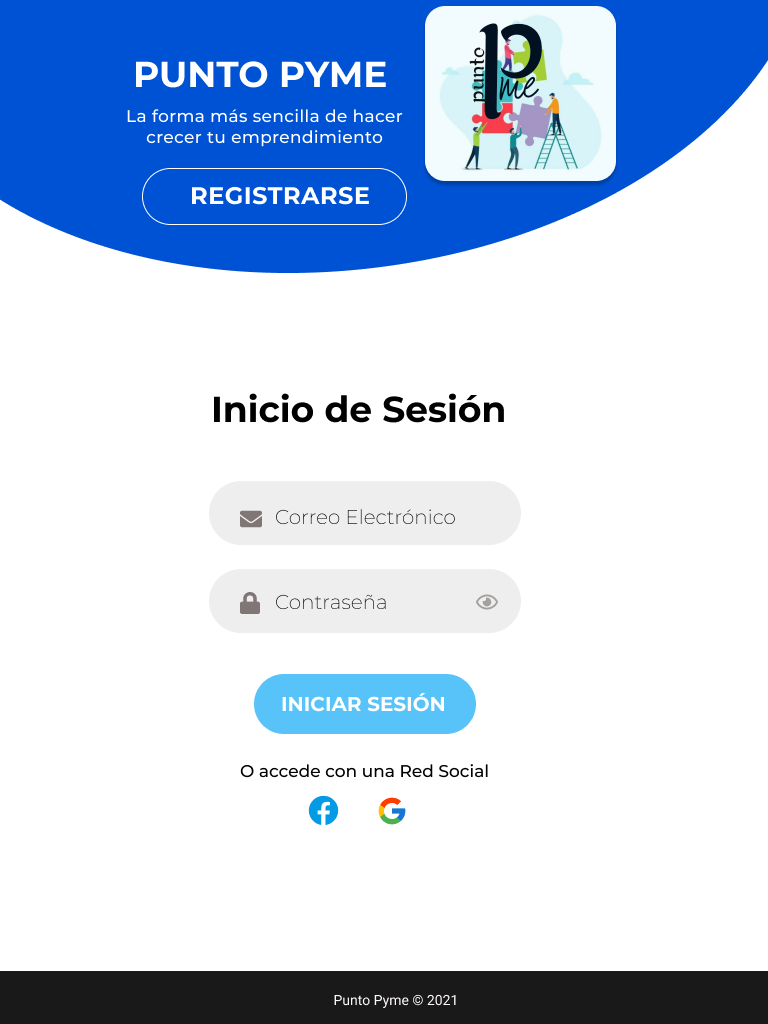 PUNTO PYME
La forma más sencilla de hacer
crecer tu emprendimiento
REGISTRARSE
punto
pyme
Inicio de Sesión
Correo Electrónico
Contraseña
INICIAR SESIÓN
O accede con una Red Social
Punto Pyme © 2021